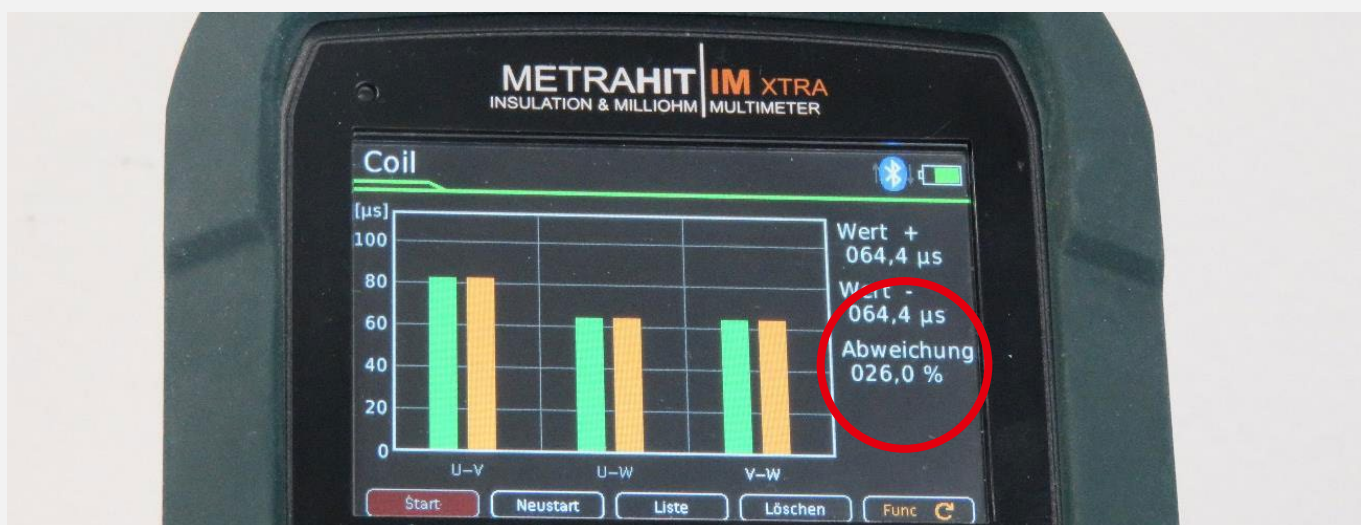 METRAHIT IM XTRA
INSULATION & MILLIOHM MULTIMETER
Coil
[µs]
100
80
60
40
20
0
U–V U–W V–W
Wert +
064,4 µs
Wert -
064,4 µs
Abweichung
026,0 %
Start Neustart Liste Löschen Func